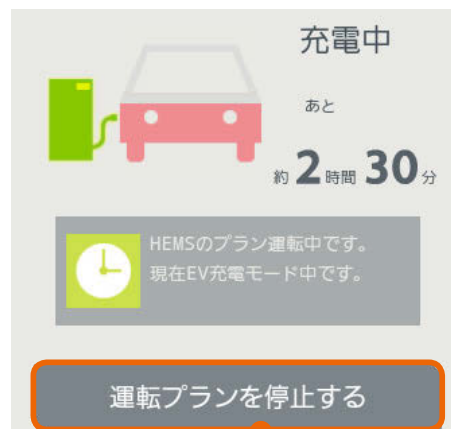 充電中
あと
約2時間30分
HEMSのプラン運転中です。
現在EV充電モード中です。
運転プランを停止する